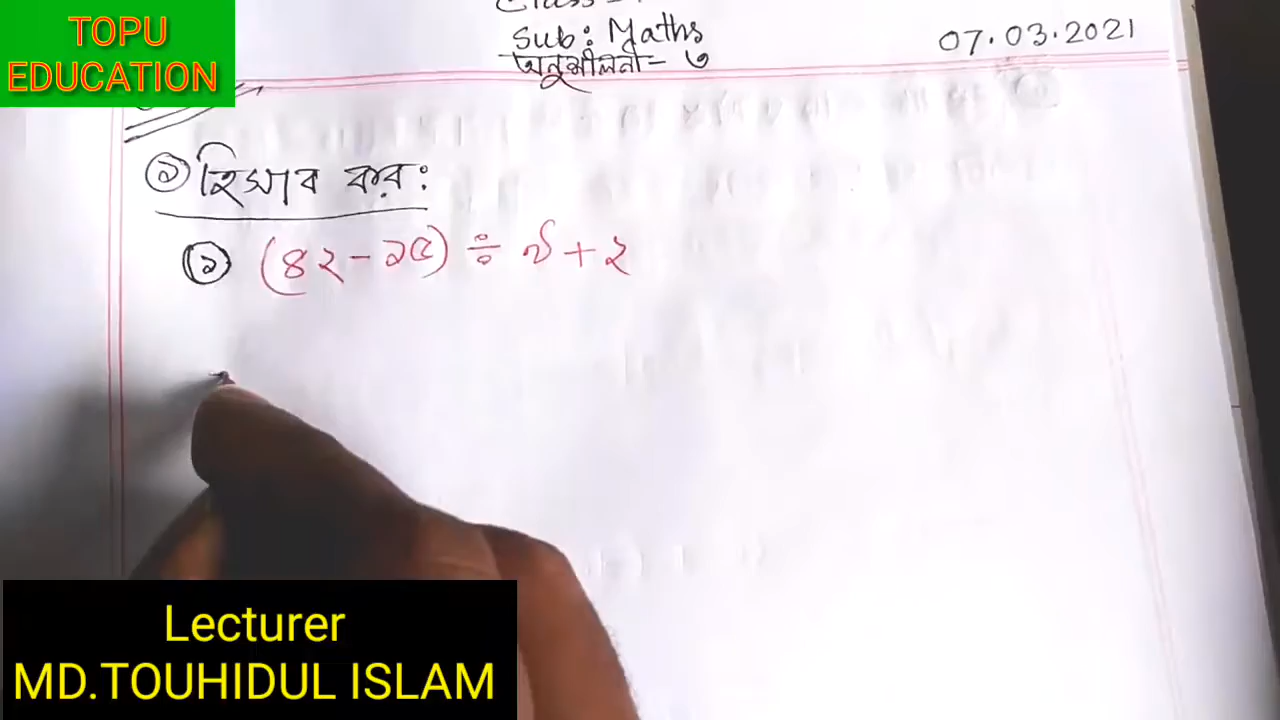 TOPU
EDUCATION
Sub: Maths
07.03.2021
অনুশীলনী- ৩
১ হিসাব কর:
১ (৪২-১৫) ÷ ৯+২
Lecturer
MD.TOUHIDUL ISLAM